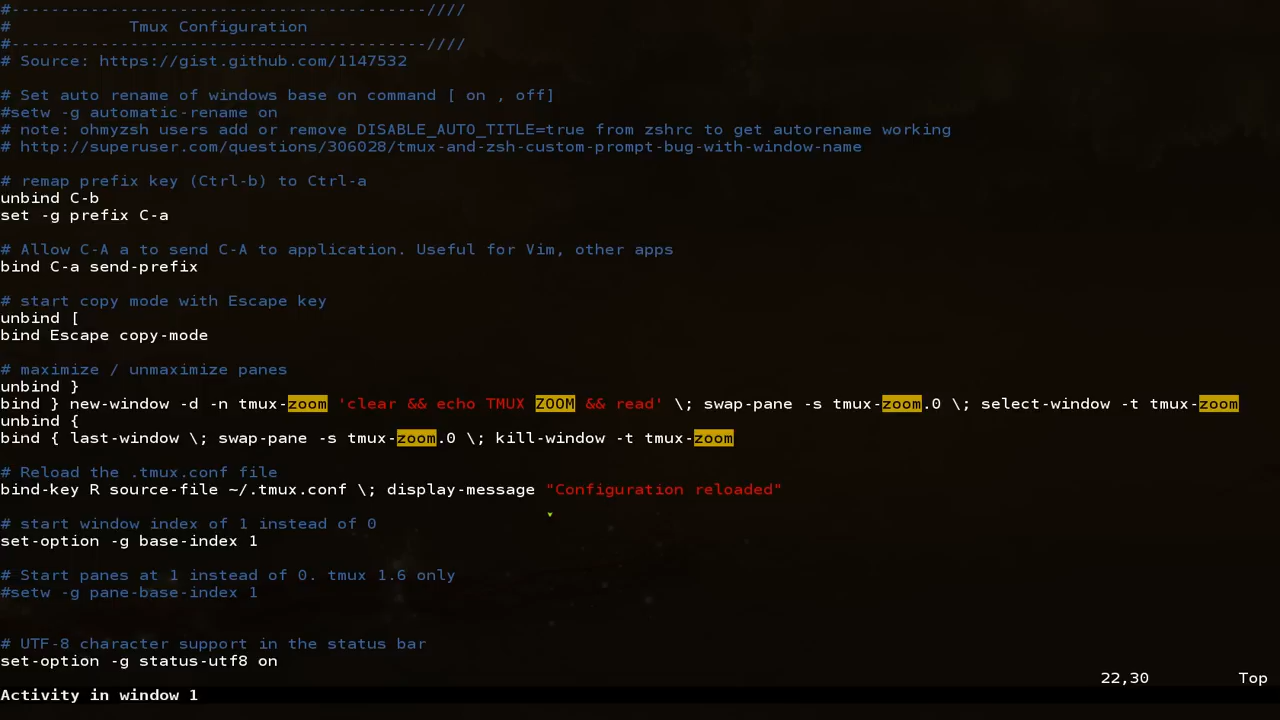 #------------------------------------------////
#            Tmux Configuration
#------------------------------------------////
# Source: https://gist.github.com/1147532
# Set auto rename of windows base on command [ on , off]
#setw -g automatic-rename on
# note: ohmyzsh users add or remove DISABLE_AUTO_TITLE=true from zshrc to get autorename working
# http://superuser.com/questions/306028/tmux-and-zsh-custom-prompt-bug-with-window-name
# remap prefix key (Ctrl-b) to Ctrl-a
unbind C-b
set -g prefix C-a
# Allow C-A a to send C-A to application. Useful for Vim, other apps
bind C-a send-prefix
# start copy mode with Escape key
unbind [
bind Escape copy-mode
# maximize / unmaximize panes
unbind }
bind } new-window -d -n tmux-zoom 'clear && echo TMUX ZOOM && read' \; swap-pane -s tmux-zoom.0 \; select-window -t tmux-zoom
unbind {
bind { last-window \; swap-pane -s tmux-zoom.0 \; kill-window -t tmux-zoom
# Reload the .tmux.conf file
bind-key R source-file ~/.tmux.conf \; display-message "Configuration reloaded"
# start window index of 1 instead of 0
set-option -g base-index 1
# Start panes at 1 instead of 0. tmux 1.6 only
#setw -g pane-base-index 1
# UTF-8 character support in the status bar
set-option -g status-utf8 on
22,30 Top
Activity in window 1